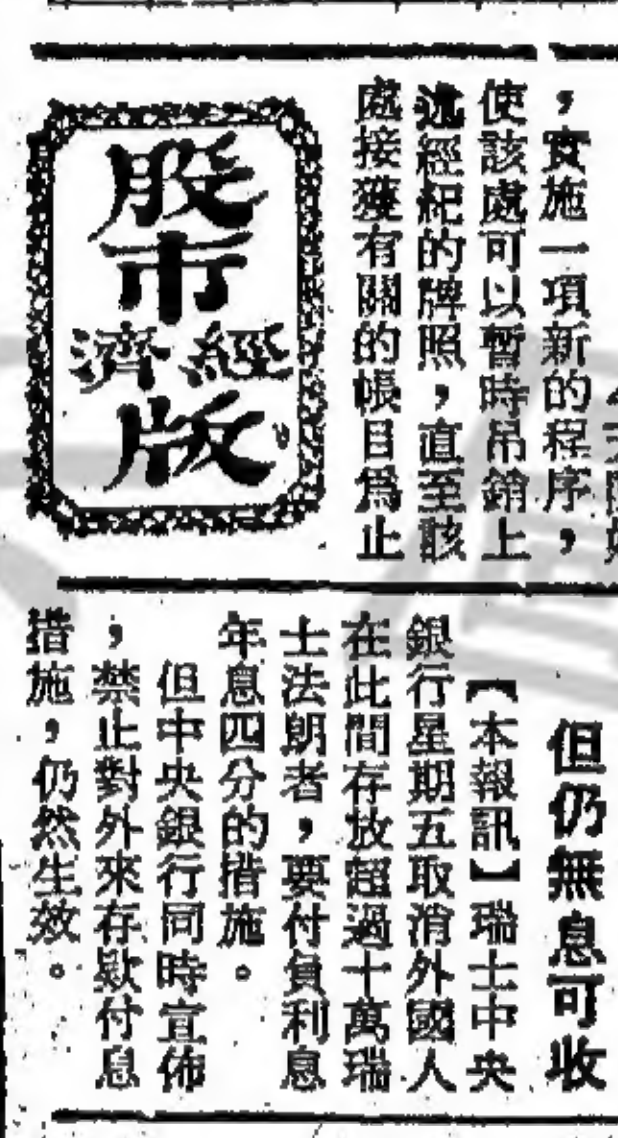 ，實施一項新的程序，
使該處可以暫時吊銷上
述經紀的牌照，直至該
處接獲有關的帳目爲止
股
市
經濟
版
但仍無息可收
【本報訊】瑞士中央
銀行星期五取消外國人
在此間存放超過十萬瑞
士法朗者，要付負利息
年息四分的措施。
但中央銀行同時宣佈
，禁止對外來存欵付息
措施，仍然生效。